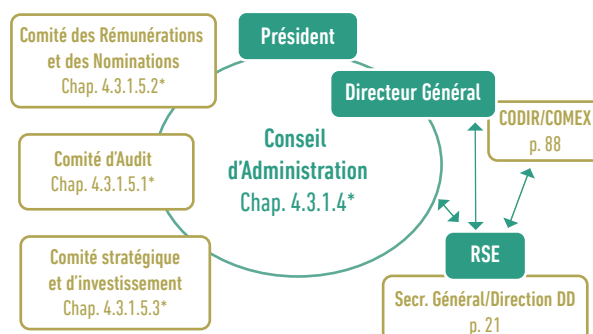 Comité des Rémunérations
et des Nominations
Chap. 4.3.1.5.2*
Président
Directeur Général
CODIR/COMEX
p. 88
Conseil
d'Administration
Chap. 4.3.1.4*
Comité d'Audit
Chap. 4.3.1.5.1*
Comité stratégique
et d'investissement
Chap. 4.3.1.5.3*
RSE
Secr. Général/Direction DD
p. 21